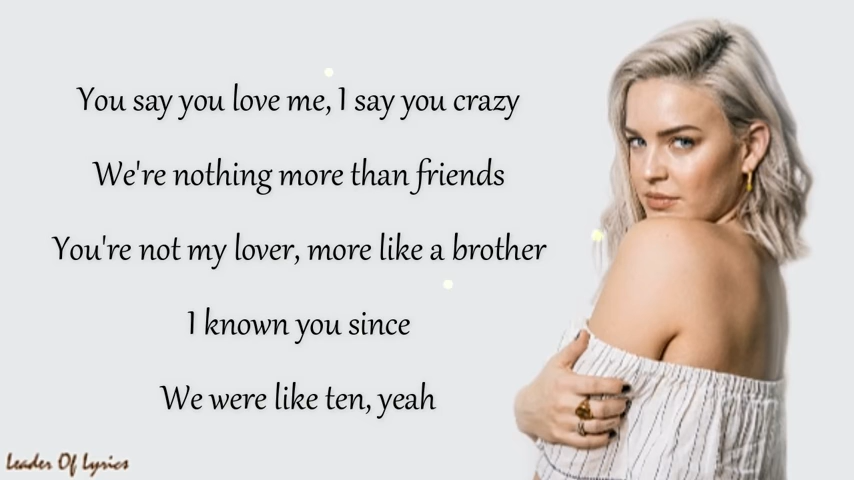 You say you love me, I say you crazy
We're nothing more than friends
You're not my lover, more like a brother
I known you since
We were like ten, yeah
Leader Of Lyrics